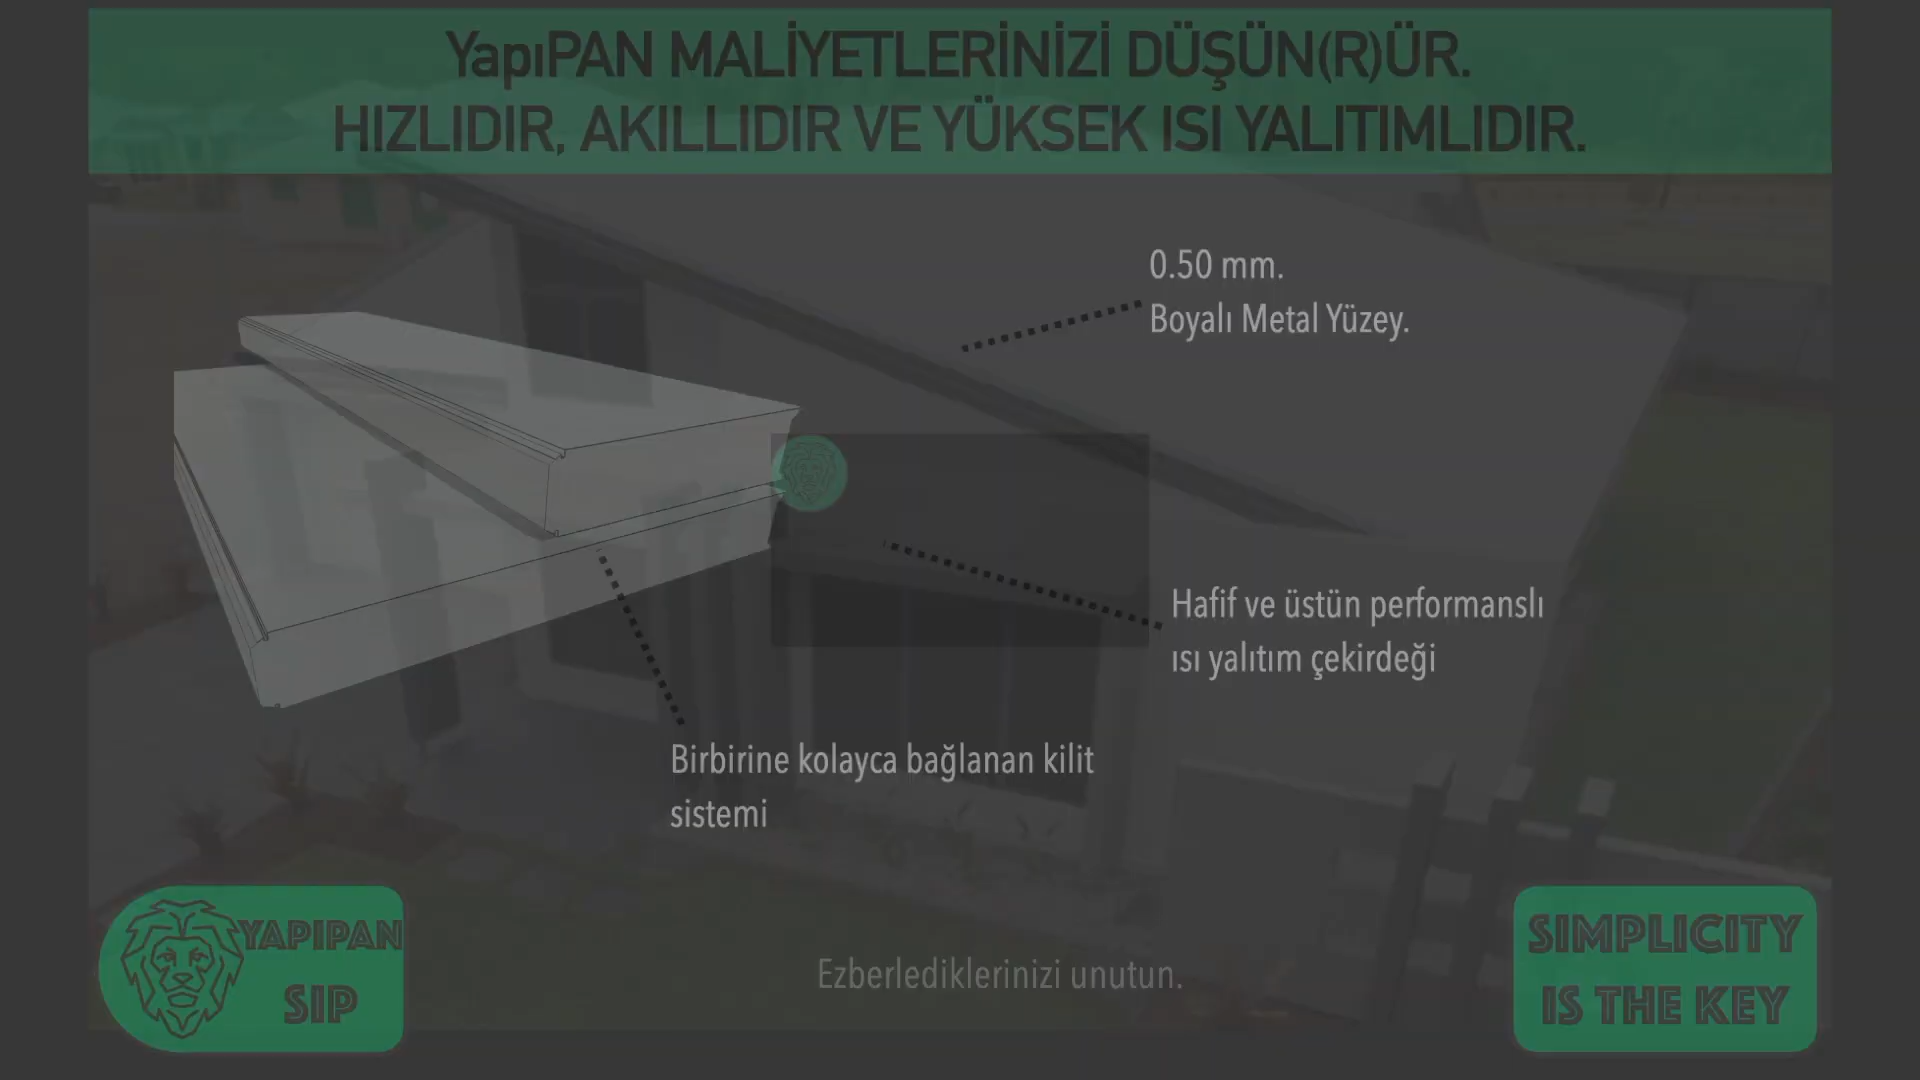 YapıPAN MALİYETLERİNİZİ DÜŞÜN(R)ÜR.
HIZLIDIR, AKILLIDIR VE YÜKSEK ISI YALITIMLIDIR.
0.50 mm.
Boyalı Metal Yüzey.
Hafif ve üstün performanslı
ısı yalıtım çekirdeği
Birbirine kolayca bağlanan kilit
sistemi
YAPIPAN
SIP
Ezberlediklerinizi unutun.
SIMPLICITY
IS THE KEY